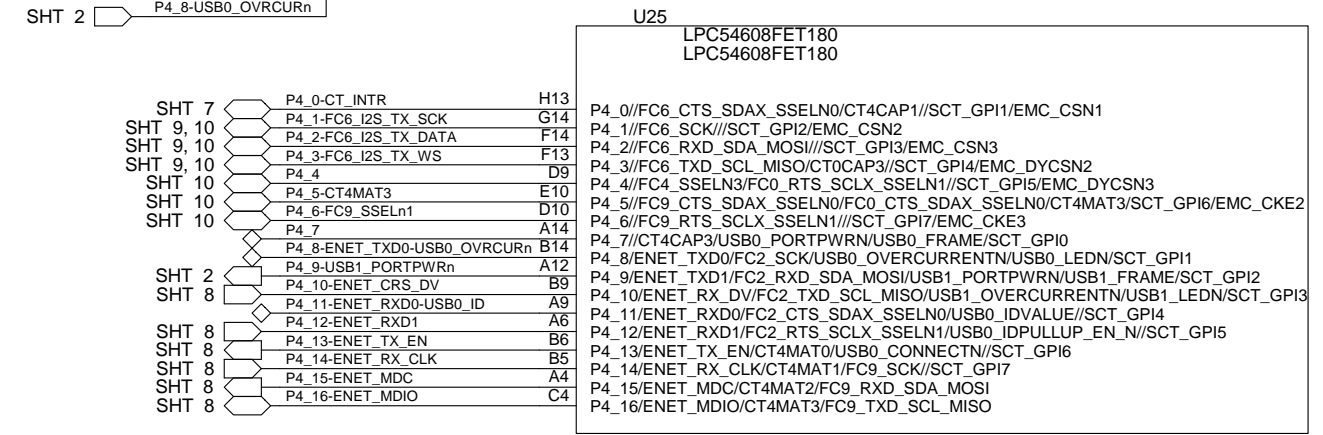 SHT 2 P4_8-USB0_OVRCURn
U25
LPC54608FET180
LPC54608FET180
SHT 7 P4_0-CT_INTR H13 P4_0//FC6_CTS_SDAX_SSELN0/CT4CAP1//SCT_GPI1/EMC_CSN1
SHT 9, 10 P4_1-FC6_I2S_TX_SCK G14 P4_1//FC6_SCK///SCT_GPI2/EMC_CSN2
SHT 9, 10 P4_2-FC6_I2S_TX_DATA F14 P4_2//FC6_RXD_SDA_MOSI///SCT_GPI3/EMC_CSN3
SHT 9, 10 P4_3-FC6_I2S_TX_WS F13 P4_3//FC6_TXD_SCL_MISO/CT0CAP3//SCT_GPI4/EMC_DYCSN2
SHT 10 P4_4 D9 P4_4//FC4_SSELN3/FC0_RTS_SCLX_SSELN1//SCT_GPI5/EMC_DYCSN3
SHT 10 P4_5-CT4MAT3 E10 P4_5//FC9_CTS_SDAX_SSELN0/FC0_CTS_SDAX_SSELN0/CT4MAT3/SCT_GPI6/EMC_CKE2
SHT 10 P4_6-FC9_SSELn1 D10 P4_6//FC9_RTS_SCLX_SSELN1///SCT_GPI7/EMC_CKE3
P4_7 A14 P4_7//CT4CAP3/USB0_PORTPWRN/USB0_FRAME/SCT_GPI0
P4_8-ENET_TXD0-USB0_OVRCURn B14 P4_8/ENET_TXD0/FC2_SCK/USB0_OVERCURRENTN/USB0_LEDN/SCT_GPI1
SHT 2 P4_9-USB1_PORTPWRn A12 P4_9/ENET_TXD1/FC2_RXD_SDA_MOSI/USB1_PORTPWRN/USB1_FRAME/SCT_GPI2
SHT 8 P4_10-ENET_CRS_DV B9 P4_10/ENET_RX_DV/FC2_TXD_SCL_MISO/USB1_OVERCURRENTN/USB1_LEDN/SCT_GPI3
P4_11-ENET_RXD0-USB0_ID A9 P4_11/ENET_RXD0/FC2_CTS_SDAX_SSELN0/USB0_IDVALUE//SCT_GPI4
SHT 8 P4_12-ENET_RXD1 A6 P4_12/ENET_RXD1/FC2_RTS_SCLX_SSELN1/USB0_IDPULLUP_EN_N//SCT_GPI5
SHT 8 P4_13-ENET_TX_EN B6 P4_13/ENET_TX_EN/CT4MAT0/USB0_CONNECTN//SCT_GPI6
SHT 8 P4_14-ENET_RX_CLK B5 P4_14/ENET_RX_CLK/CT4MAT1/FC9_SCK//SCT_GPI7
SHT 8 P4_15-ENET_MDC A4 P4_15/ENET_MDC/CT4MAT2/FC9_RXD_SDA_MOSI
SHT 8 P4_16-ENET_MDIO C4 P4_16/ENET_MDIO/CT4MAT3/FC9_TXD_SCL_MISO